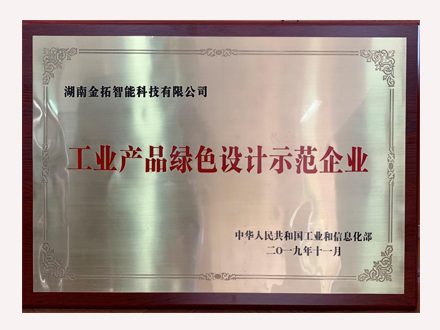 湖南金拓智能科技有限公司
工业产品绿色设计示范企业
中华人民共和国工业和信息化部
二〇一九年十一月